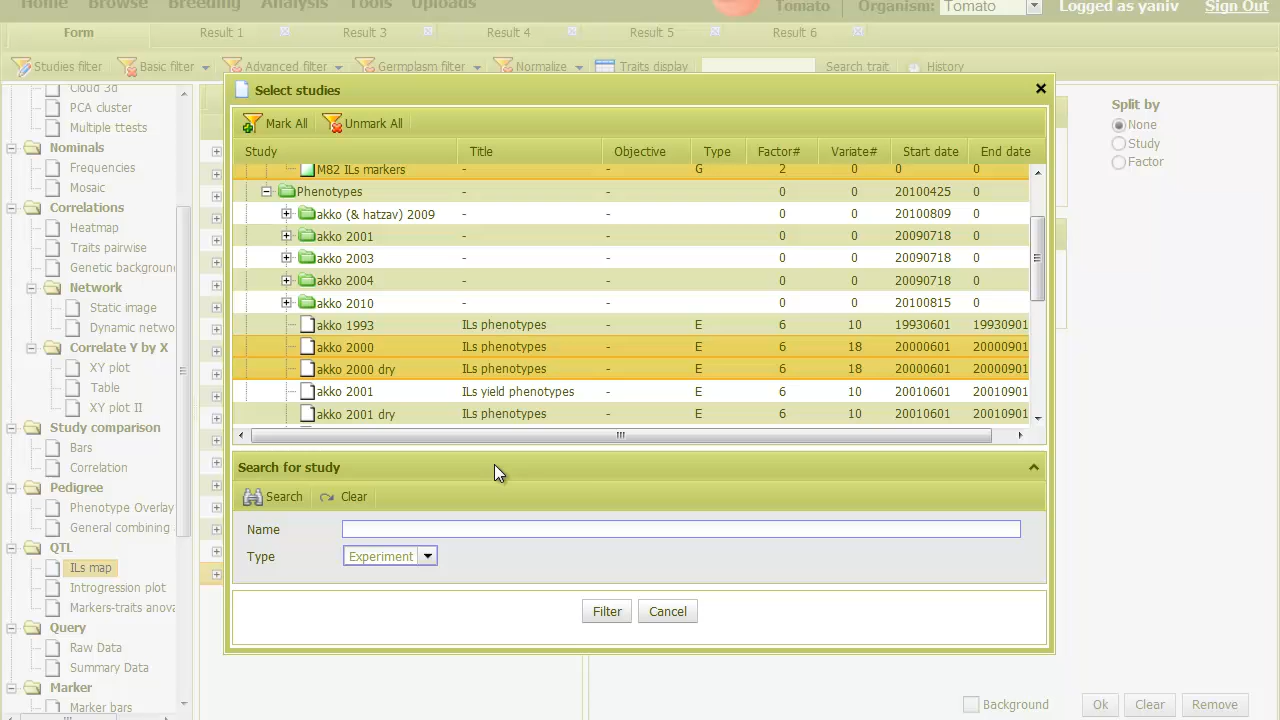 Home Browse Breeding Analysis Tools Uploads Tomato Organism: Tomato Logged as yaniv Sign Out
Form Result 1 Result 3 Result 4 Result 5 Result 6
Studies filter Basic filter Advanced filter Germplasm filter Normalize Traits display Search trait History
Cloud 3d
PCA cluster
Multiple ttests
Nominals
Frequencies
Mosaic
Correlations
Heatmap
Traits pairwise
Genetic backgroun
Network
Static image
Dynamic netwo
Correlate Y by X
XY plot
Table
XY plot II
Study comparison
Bars
Correlation
Pedigree
Phenotype Overlay
General combining
QTL
ILs map
Introgression plot
Markers-traits anova
Query
Raw Data
Summary Data
Marker
Marker bars
Select studies
Mark All Unmark All
Study Title Objective Type Factor# Variate# Start date End date
M82 ILs markers - - G 2 0 0 0
Phenotypes - - 0 0 20100425 0
akko (& hatzav) 2009 - - 0 0 20100809 0
akko 2001 - - 0 0 20090718 0
akko 2003 - - 0 0 20090718 0
akko 2004 - - 0 0 20090718 0
akko 2010 - - 0 0 20100815 0
akko 1993 ILs phenotypes - E 6 10 19930601 19930901
akko 2000 ILs phenotypes - E 6 18 20000601 20000901
akko 2000 dry ILs phenotypes - E 6 18 20000601 20000901
akko 2001 ILs yield phenotypes - E 6 10 20010601 20010901
akko 2001 dry ILs phenotypes - E 6 10 20010601 20010901
Search for study
Search Clear
Name
Type Experiment
Filter Cancel
Split by
None
Study
Factor
Background Ok Clear Remove